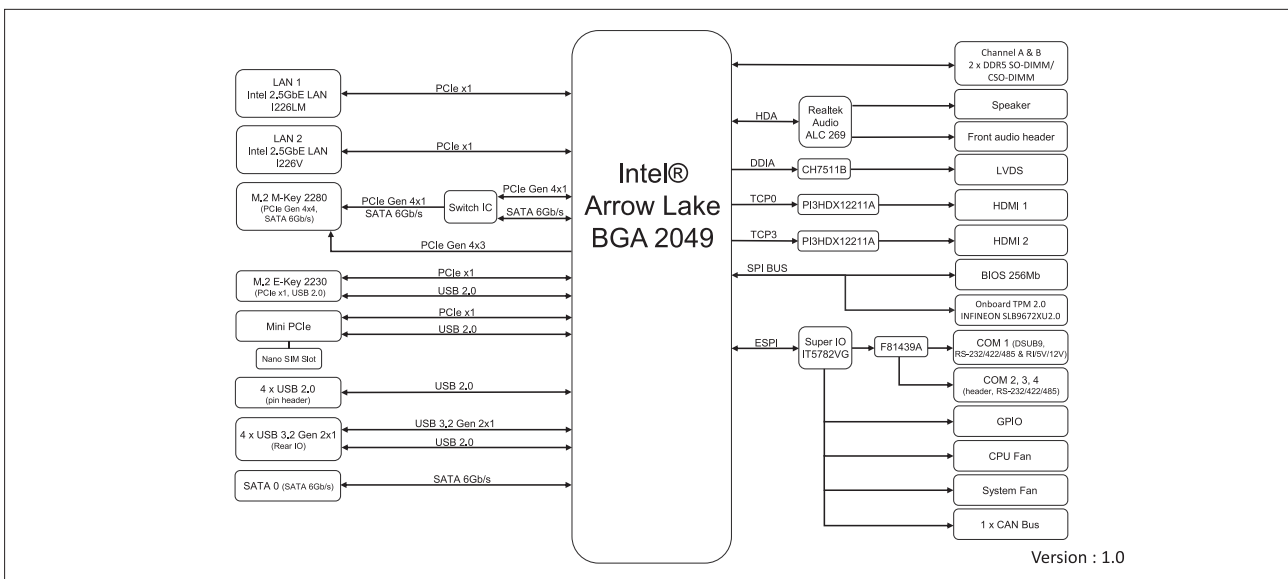 LAN 1
Intel 2.5GbE LAN
I226LM
PCIe x1
LAN 2
Intel 2.5GbE LAN
I226V
PCIe x1
M.2 M-Key 2280
(PCIe Gen 4x4,
SATA 6Gb/s)
PCIe Gen 4x1
SATA 6Gb/s
Switch IC
PCIe Gen 4x1
SATA 6Gb/s
PCIe Gen 4x3
M.2 E-Key 2230
(PCIe x1, USB 2.0)
PCIe x1
USB 2.0
Mini PCIe
PCIe x1
USB 2.0
Nano SIM Slot
4 x USB 2.0
(pin header)
USB 2.0
4 x USB 3.2 Gen 2x1
(Rear IO)
USB 3.2 Gen 2x1
USB 2.0
SATA 0 (SATA 6Gb/s)
SATA 6Gb/s
Intel®
Arrow Lake
BGA 2049
Channel A & B
2 x DDR5 SO-DIMM/
CSO-DIMM
HDA
Realtek
Audio
ALC 269
Speaker
Front audio header
DDIA
CH7511B
LVDS
TCP0
PI3HDX12211A
HDMI 1
TCP3
PI3HDX12211A
HDMI 2
SPI BUS
BIOS 256Mb
Onboard TPM 2.0
INFINEON SLB9672XU2.0
ESPI
Super IO
IT5782VG
F81439A
COM 1 (DSUB9,
RS-232/422/485 & RI/5V/12V)
COM 2, 3, 4
(header, RS-232/422/485)
GPIO
CPU Fan
System Fan
1 x CAN Bus
Version : 1.0